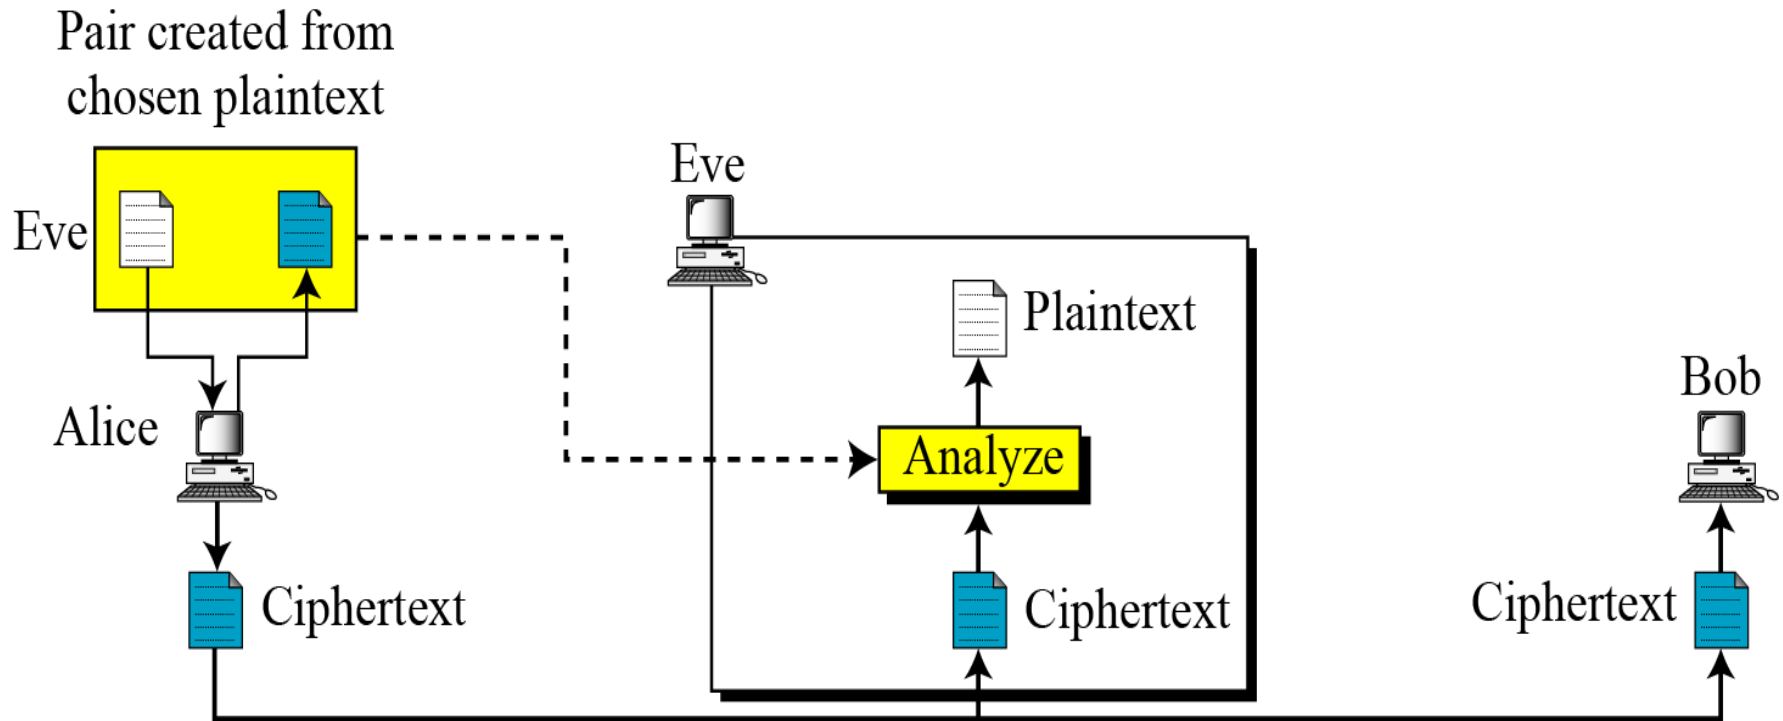 Pair created from
chosen plaintext
Eve
Eve
Plaintext
Bob
Alice
Analyze
Ciphertext
Ciphertext
Ciphertext